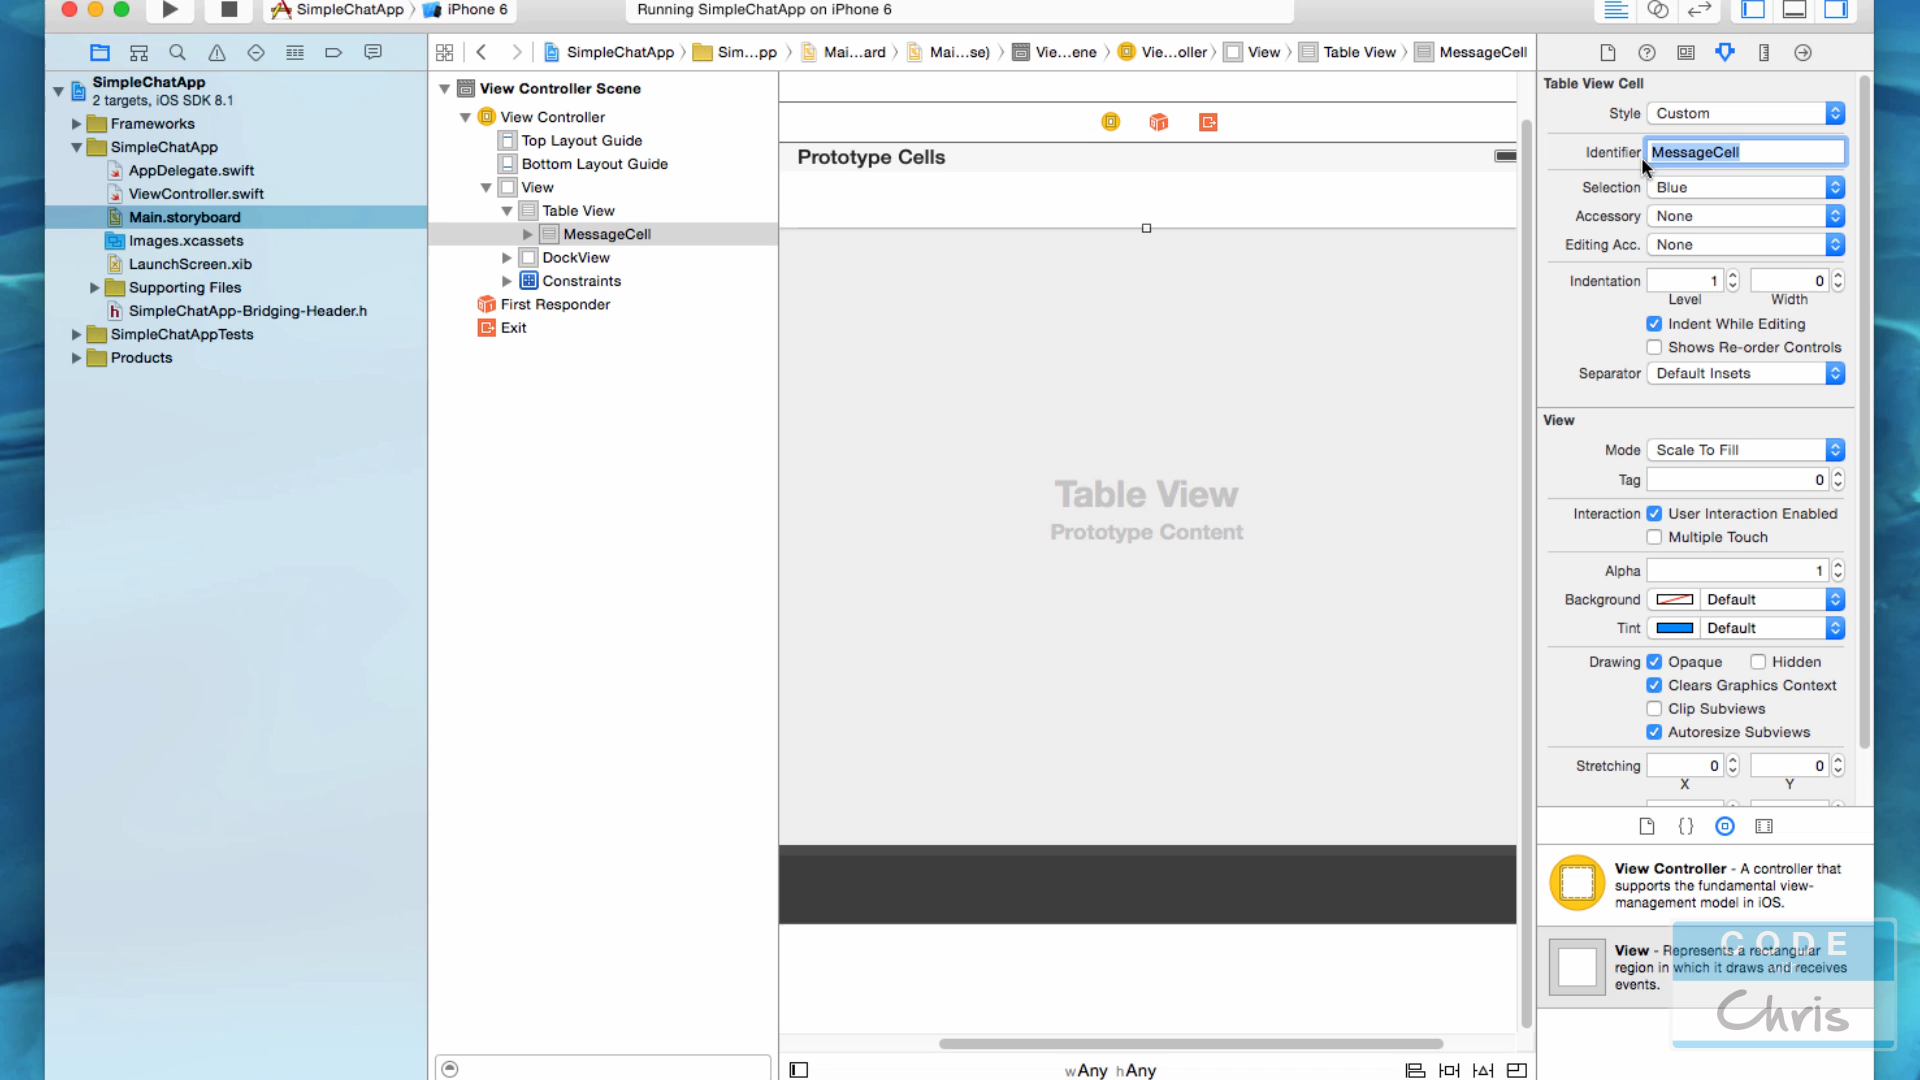 SimpleChatApp
iPhone 6
Running SimpleChatApp on iPhone 6
SimpleChatApp
Sim...pp
Mai...ard
Mai...se)
Vie...ene
Vie...oller
View
Table View
MessageCell
SimpleChatApp
2 targets, iOS SDK 8.1
Frameworks
SimpleChatApp
AppDelegate.swift
ViewController.swift
Main.storyboard
Images.xcassets
LaunchScreen.xib
Supporting Files
SimpleChatApp-Bridging-Header.h
SimpleChatAppTests
Products
View Controller Scene
View Controller
Top Layout Guide
Bottom Layout Guide
View
Table View
MessageCell
DockView
Constraints
First Responder
Exit
Prototype Cells
Table View
Prototype Content
wAny hAny
Table View Cell
Style Custom
Identifier MessageCell
Selection Blue
Accessory None
Editing Acc. None
Indentation 1 0
Level Width
Indent While Editing
Shows Re-order Controls
Separator Default Insets
View
Mode Scale To Fill
Tag 0
Interaction User Interaction Enabled
Multiple Touch
Alpha 1
Background Default
Tint Default
Drawing Opaque Hidden
Clears Graphics Context
Clip Subviews
Autoresize Subviews
Stretching 0 0
X Y
{}
View Controller - A controller that
supports the fundamental view-
management model in iOS.
View - Represents a rectangular
region in which it draws and receives
events.
CODE
Chris